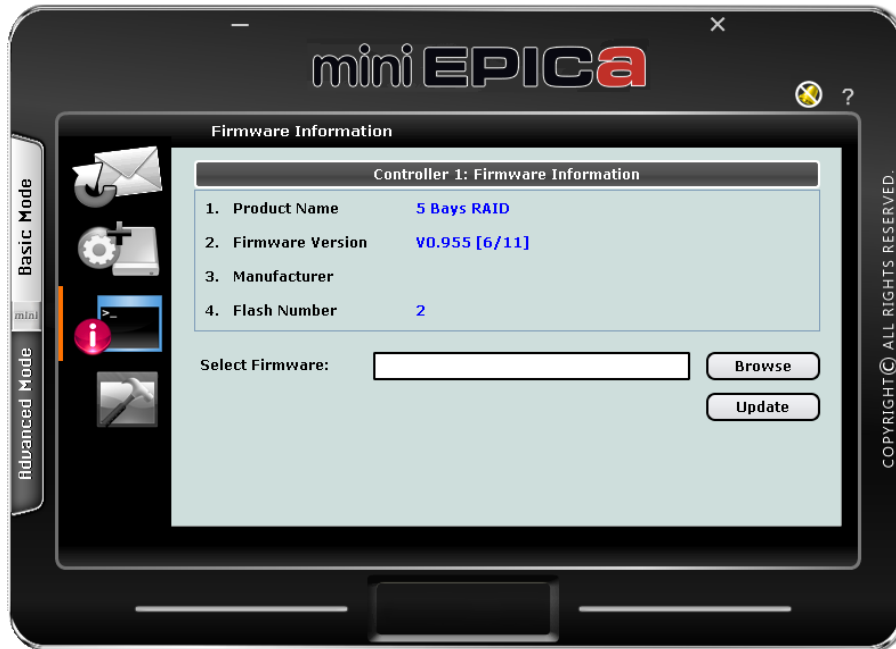 mini EPICa
?
Firmware Information
Controller 1: Firmware Information
1. Product Name 5 Bays RAID
2. Firmware Version V0.955 [6/11]
3. Manufacturer
4. Flash Number 2
Select Firmware:
Browse
Update
Basic Mode
mini
Advanced Mode
>_
i
COPYRIGHT © ALL RIGHTS RESERVED.